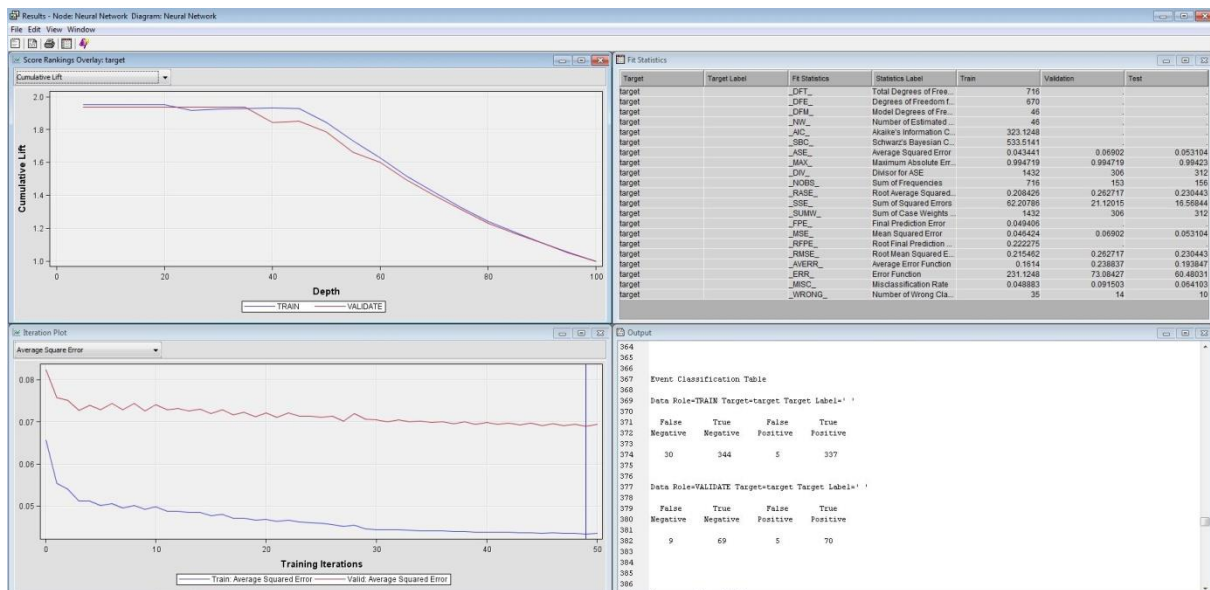 Results - Node: Neural Network Diagram: Neural Network
File Edit View Window
Score Rankings Overlay: target
Cumulative Lift
2.0
1.8
1.6
1.4
1.2
1.0
Cumulative Lift
0 20 40 60 80 100
Depth
TRAIN VALIDATE
Fit Statistics
Target Target Label Fit Statistics Statistics Label Train Validation Test
target _DFT_ Total Degrees of Free... 716 . .
target _DFE_ Degrees of Freedom f... 670 . .
target _DFM_ Model Degrees of Fre... 46 . .
target _NW_ Number of Estimated ... 46 . .
target _AIC_ Akaike's Information C... 323.1248 . .
target _SBC_ Schwarz's Bayesian C... 533.5141 . .
target _ASE_ Average Squared Error 0.043441 0.06902 0.053104
target _MAX_ Maximum Absolute Err... 0.994719 0.994719 0.99423
target _DIV_ Divisor for ASE 1432 306 312
target _NOBS_ Sum of Frequencies 716 153 156
target _RASE_ Root Average Squared... 0.208426 0.262717 0.230443
target _SSE_ Sum of Squared Errors 62.20786 21.12015 16.56844
target _SUMW_ Sum of Case Weights ... 1432 306 312
target _FPE_ Final Prediction Error 0.049406 . .
target _MSE_ Mean Squared Error 0.046424 0.06902 0.053104
target _RFPE_ Root Final Prediction ... 0.222275 . .
target _RMSE_ Root Mean Squared E... 0.215462 0.262717 0.230443
target _AVERR_ Average Error Function 0.1614 0.238837 0.193847
target _ERR_ Error Function 231.1248 73.08427 60.48031
target _MISC_ Misclassification Rate 0.048883 0.091503 0.064103
target _WRONG_ Number of Wrong Cla... 35 14 10
Iteration Plot
Average Square Error
0.08
0.07
0.06
0.05
0 10 20 30 40 50
Training Iterations
Train: Average Squared Error Valid: Average Squared Error
Output
364
365
366
367 Event Classification Table
368
369 Data Role=TRAIN Target=target Target Label=' '
370
371 False True False True
372 Negative Negative Positive Positive
373
374 30 344 5 337
375
376
377 Data Role=VALIDATE Target=target Target Label=' '
378
379 False True False True
380 Negative Negative Positive Positive
381
382 9 69 5 70
383
384
385
386